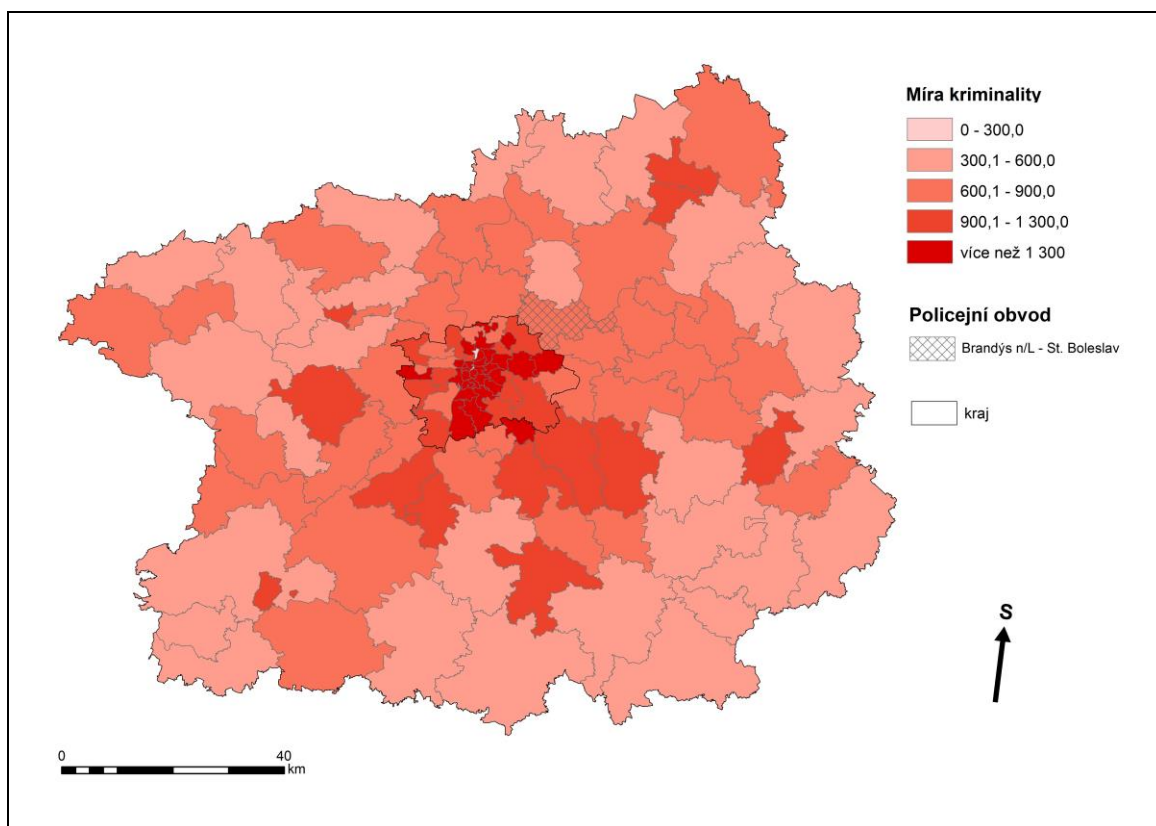 Míra kriminality
0 - 300,0
300,1 - 600,0
600,1 - 900,0
900,1 - 1 300,0
více než 1 300
Policejní obvod
Brandýs n/L - St. Boleslav
kraj
S
0 40
km